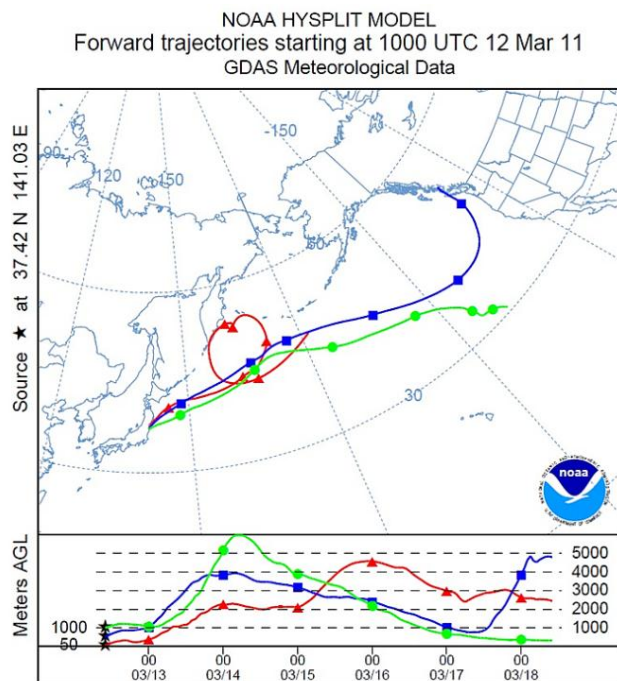 NOAA HYSPLIT MODEL
Forward trajectories starting at 1000 UTC 12 Mar 11
GDAS Meteorological Data
Source ★ at 37.42 N 141.03 E
120
150
-150
30
noaa
Meters AGL
5000
4000
3000
2000
1000
1000
50
00 00 00 00 00 00
03/13 03/14 03/15 03/16 03/17 03/18